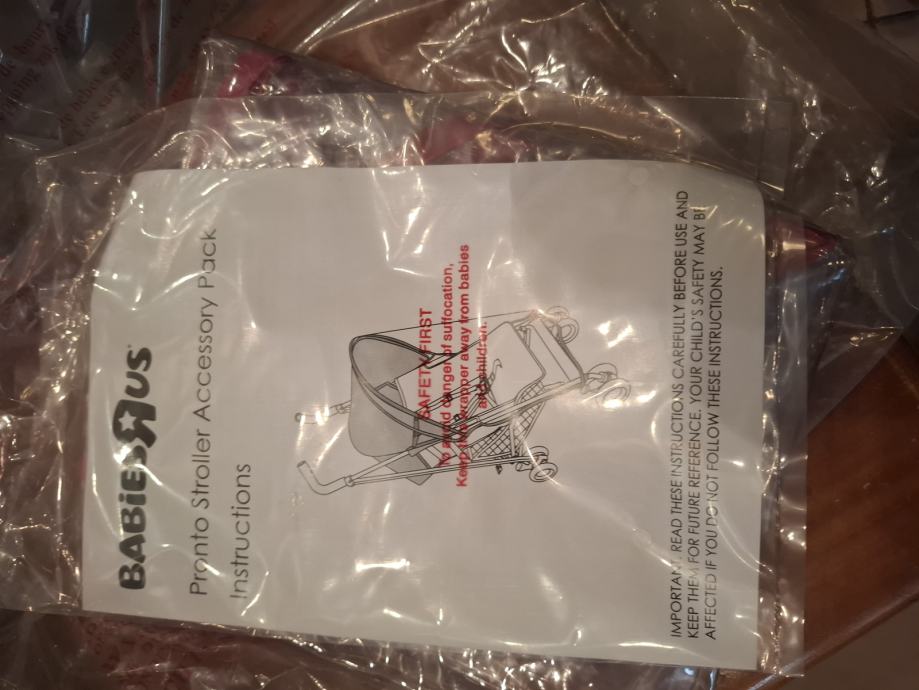 BABIESRUS
Pronto Stroller Accessory Pack
Instructions
SAFETY FIRST
To avoid danger of suffocation,
Keep this wrapper away from babies
and children.
IMPORTANT. READ THESE INSTRUCTIONS CAREFULLY BEFORE USE AND
KEEP THEM FOR FUTURE REFERENCE. YOUR CHILD'S SAFETY MAY BE
AFFECTED IF YOU DO NOT FOLLOW THESE INSTRUCTIONS.